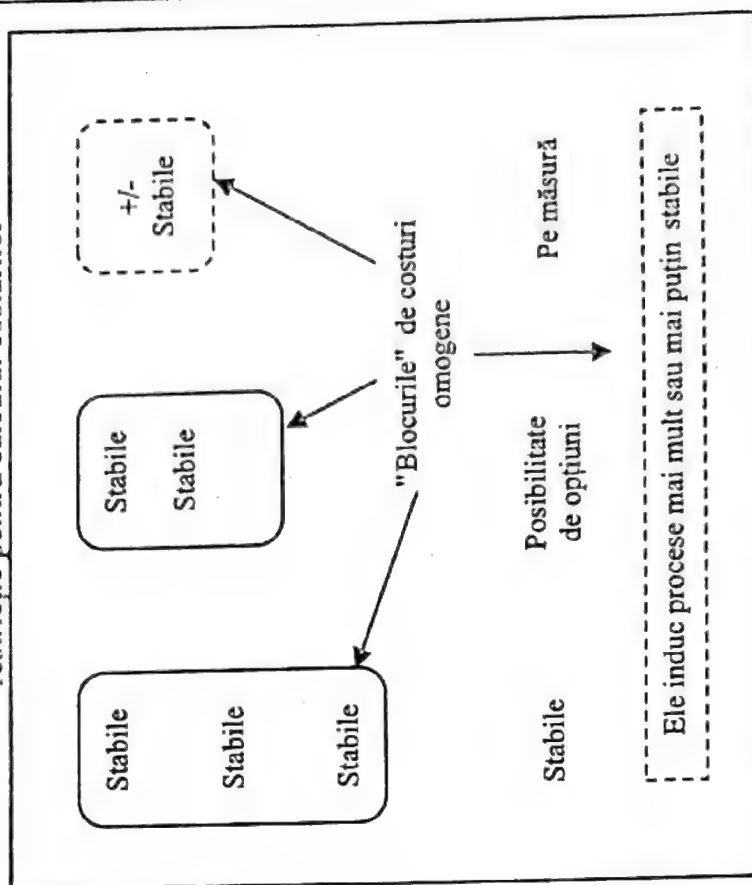 Stabile
Stabile
Stabile
Stabile
Stabile
+/-
Stabile
"Blocurile" de costuri
omogene
Stabile
Posibilitate
de opțiuni
Pe măsură
Ele induc procese mai mult sau mai puțin stabile